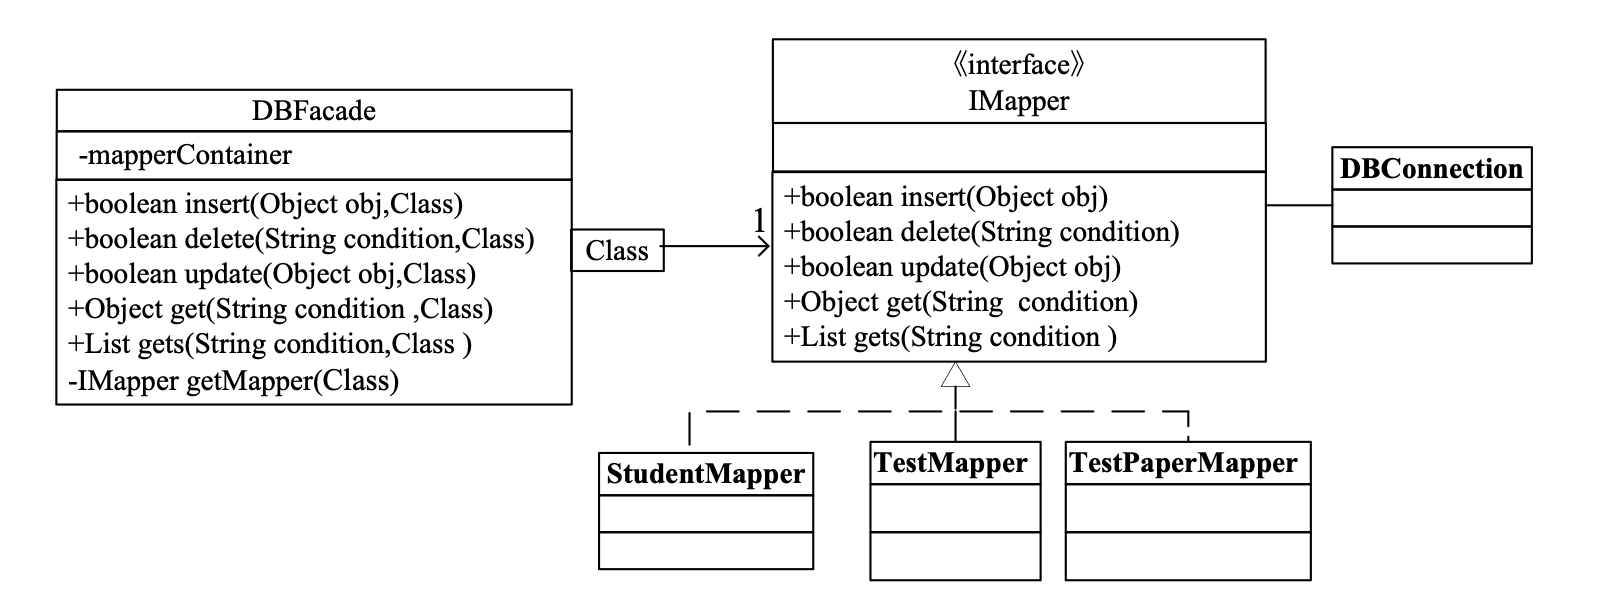 DBFacade
-mapperContainer
+boolean insert(Object obj,Class)
+boolean delete(String condition,Class)
+boolean update(Object obj,Class)
+Object get(String condition ,Class)
+List gets(String condition,Class )
-IMapper getMapper(Class)
Class
1
《interface》
IMapper
+boolean insert(Object obj)
+boolean delete(String condition)
+boolean update(Object obj)
+Object get(String  condition)
+List gets(String condition )
DBConnection
StudentMapper
TestMapper
TestPaperMapper